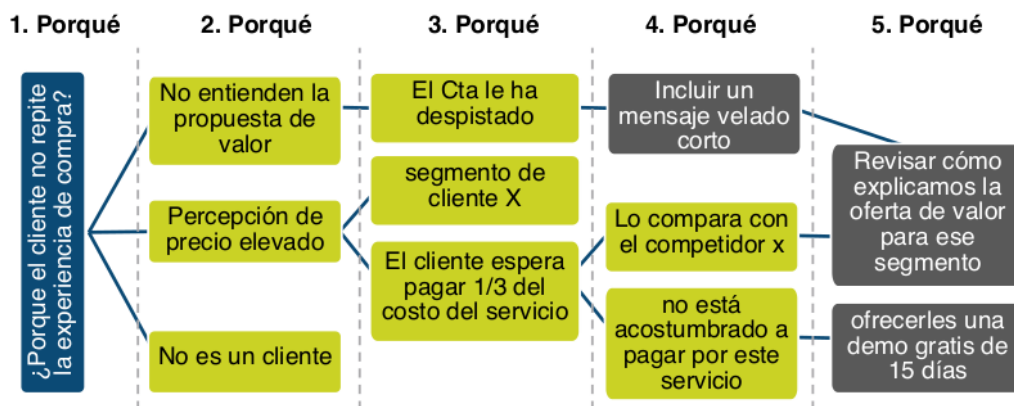 1. Porqué
2. Porqué
3. Porqué
4. Porqué
5. Porqué
¿Porque el cliente no repite
la experiencia de compra?
No entienden la
propuesta de
valor
Percepción de
precio elevado
No es un cliente
El Cta le ha
despistado
segmento de
cliente X
El cliente espera
pagar 1/3 del
costo del servicio
Incluir un
mensaje velado
corto
Lo compara con
el competidor x
no está
acostumbrado a
pagar por este
servicio
Revisar cómo
explicamos la
oferta de valor
para ese
segmento
ofrecerles una
demo gratis de
15 días